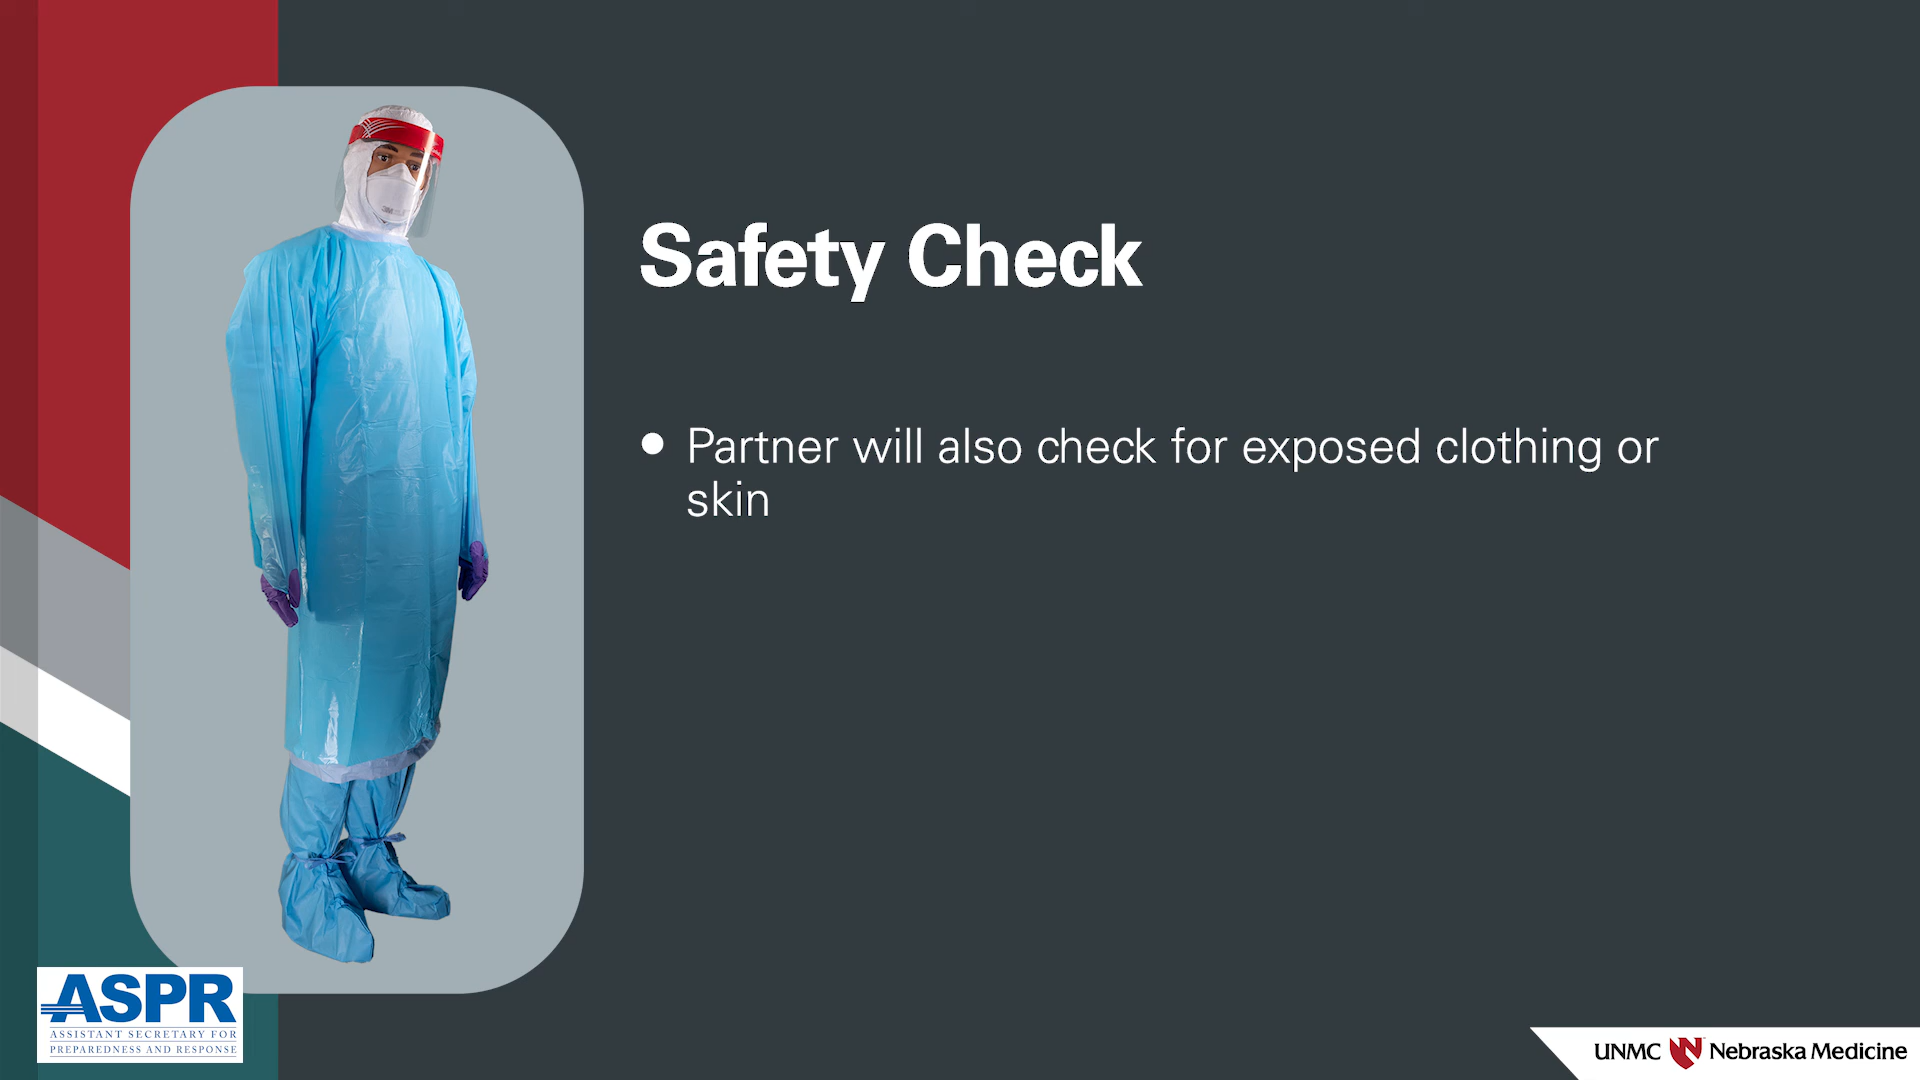 Safety Check
● Partner will also check for exposed clothing or
skin
ASPR
ASSISTANT SECRETARY FOR
PREPAREDNESS AND RESPONSE
UNMC Nebraska Medicine